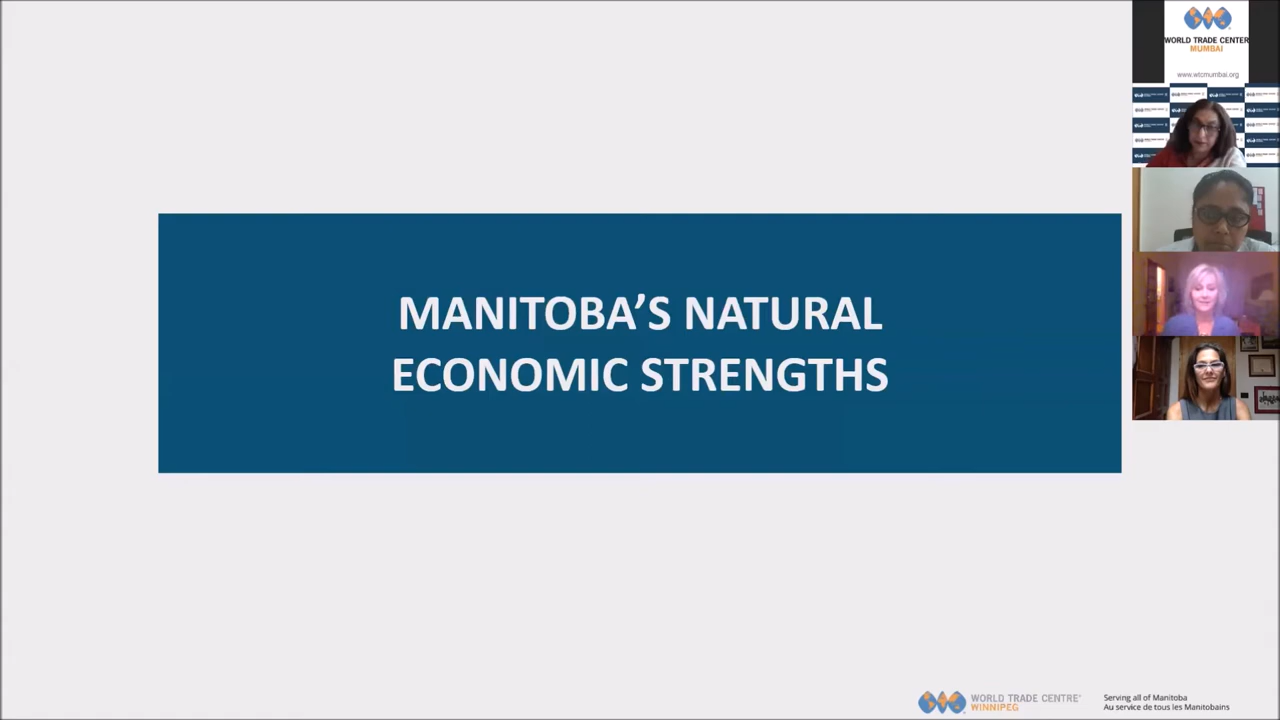 MANITOBA’S NATURAL
ECONOMIC STRENGTHS
WORLD TRADE CENTER
MUMBAI
www.wtcmumbai.org
WORLD TRADE CENTRE
WINNIPEG
Serving all of Manitoba
Au service de tous les Manitobains